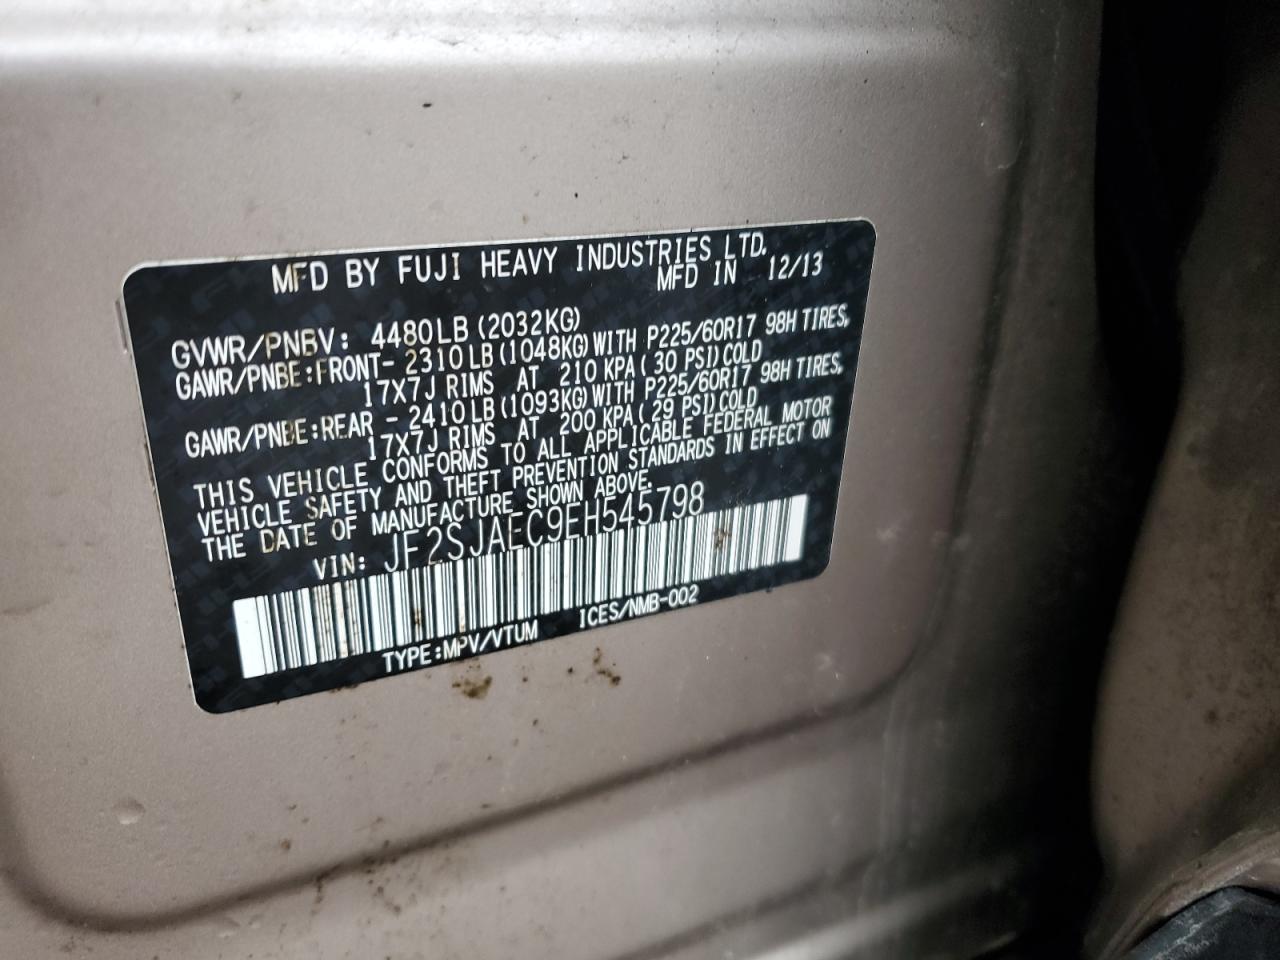 MFD BY FUJI HEAVY INDUSTRIES LTD.
MFD IN 12/13
GVWR/PNBV: 4480LB (2032KG)
GAWR/PNBE:FRONT- 2310LB (1048KG) WITH P225/60R17 98H TIRES,
17X7J RIMS AT 210 KPA ( 30 PSI) COLD
GAWR/PNBE:REAR - 2410LB (1093KG) WITH P225/60R17 98H TIRES,
17X7J RIMS AT 200 KPA ( 29 PSI) COLD
THIS VEHICLE CONFORMS TO ALL APPLICABLE FEDERAL MOTOR
VEHICLE SAFETY AND THEFT PREVENTION STANDARDS IN EFFECT ON
THE DATE OF MANUFACTURE SHOWN ABOVE.
VIN: JF2SJAEC9EH545798
TYPE:MPV/VTUM ICES/NMB-002